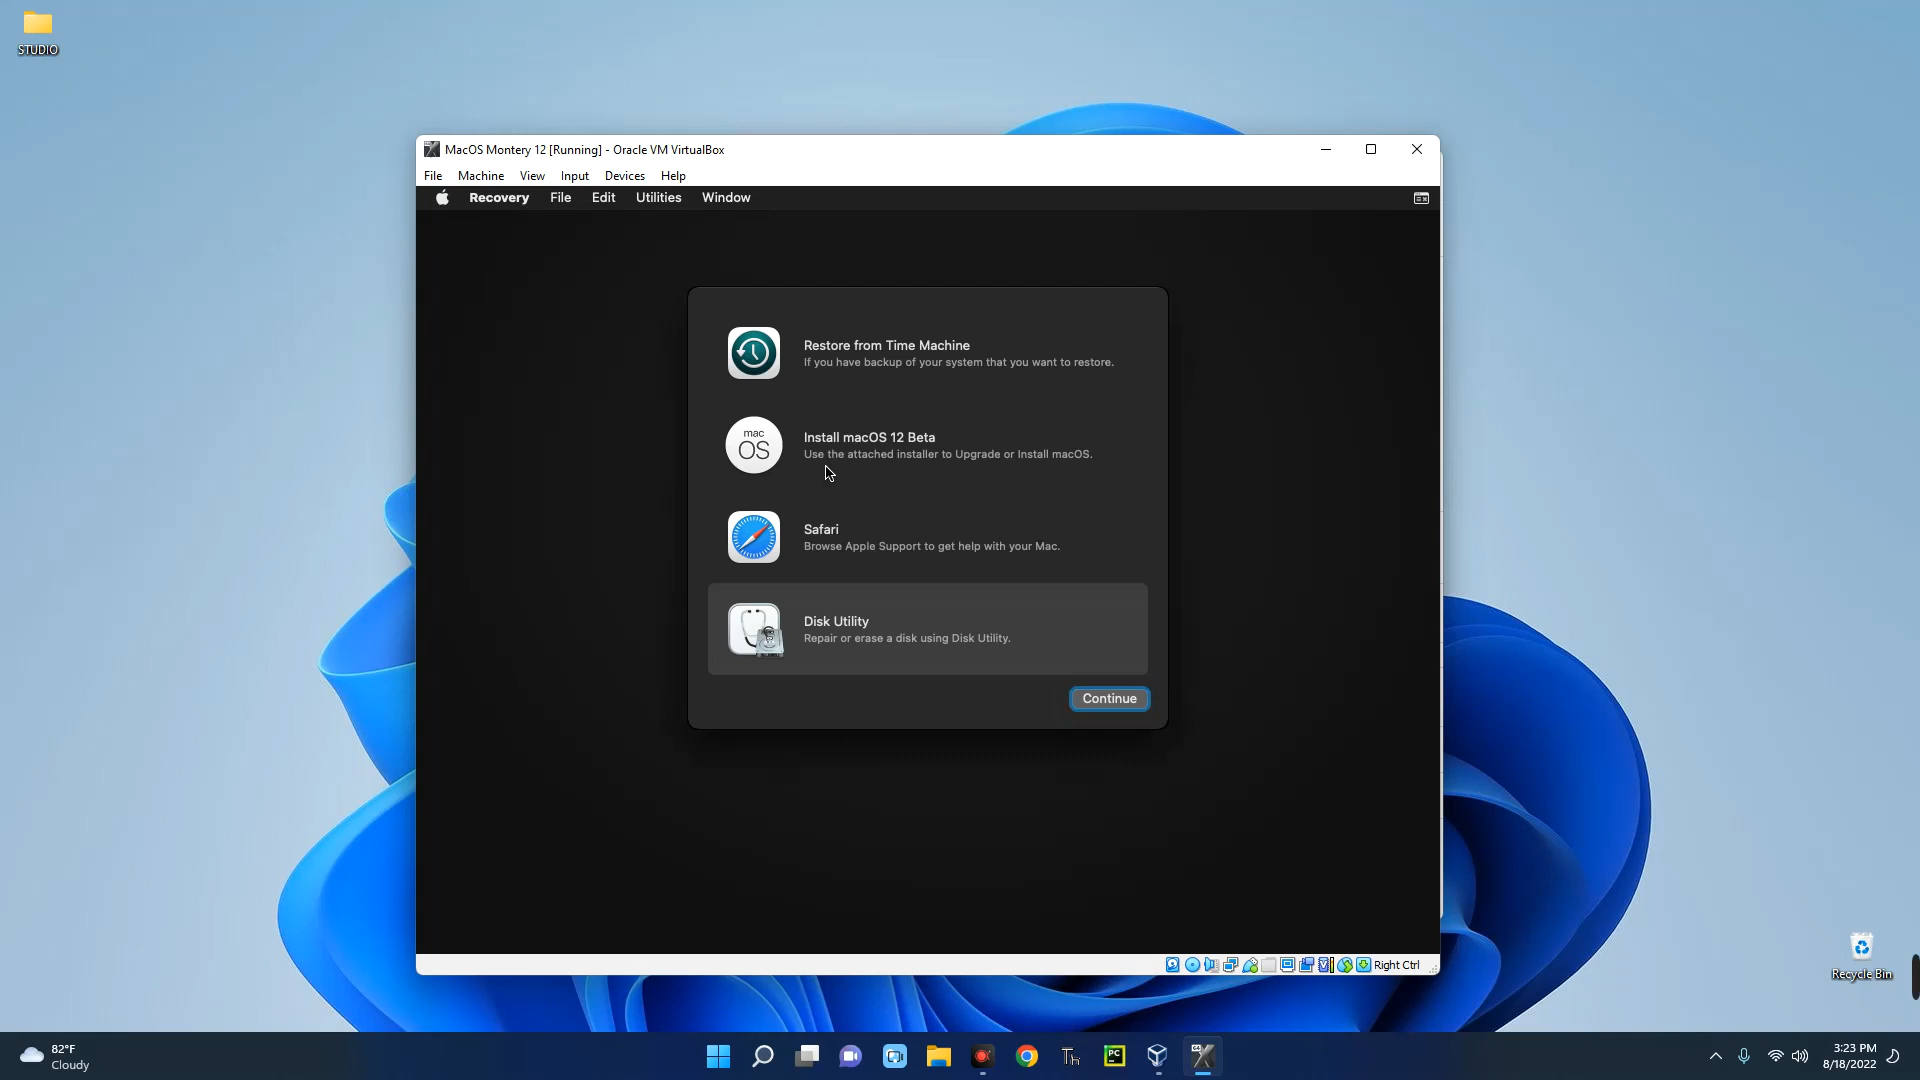 STUDIO
MacOS Montery 12 [Running] - Oracle VM VirtualBox
File Machine View Input Devices Help
Recovery File Edit Utilities Window
Restore from Time Machine
If you have backup of your system that you want to restore.
mac
OS
Install macOS 12 Beta
Use the attached installer to Upgrade or Install macOS.
Safari
Browse Apple Support to get help with your Mac.
Disk Utility
Repair or erase a disk using Disk Utility.
Continue
Right Ctrl
Recycle Bin
82°F
Cloudy
Th
PC
64
3:23 PM
8/18/2022